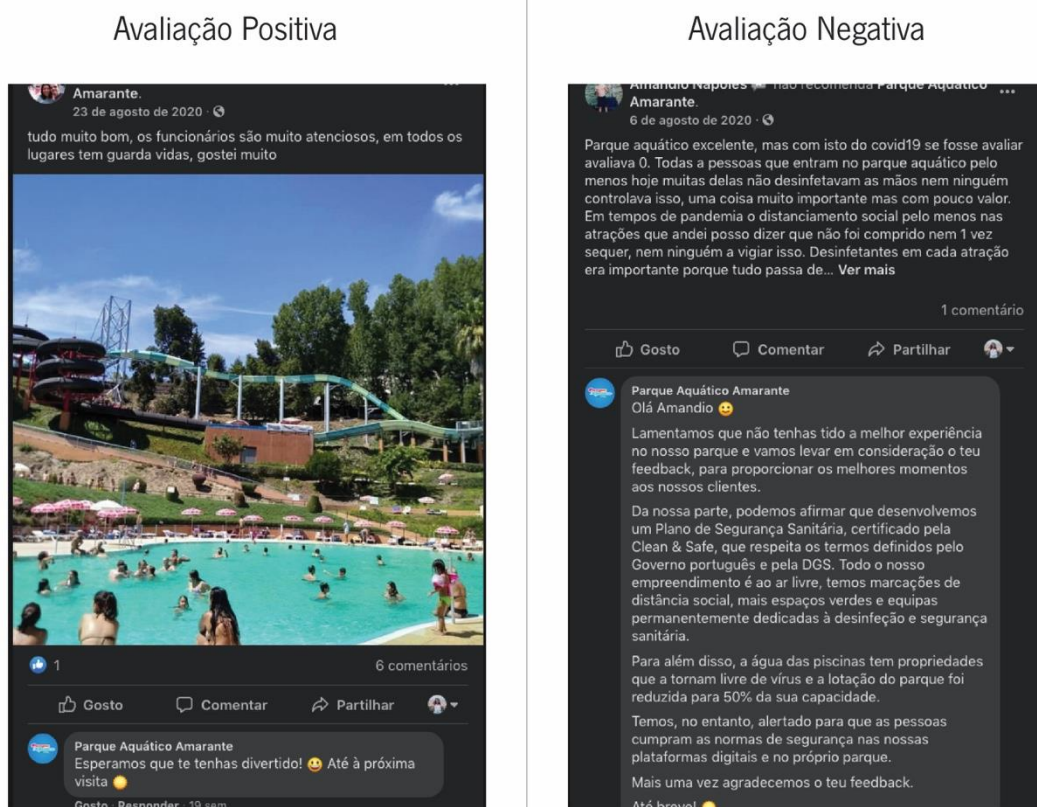 Avaliação Positiva
Amarante.
23 de agosto de 2020 ·
tudo muito bom, os funcionários são muito atenciosos, em todos os
lugares tem guarda vidas, gostei muito
1
6 comentários
Gosto
Comentar
Partilhar
Parque Aquático Amarante
Esperamos que te tenhas divertido! 😀 Até à próxima
visita 🌞
Gosto · Responder · 19 sem
Avaliação Negativa
Amandio Napoles não recomenda Parque Aquático
Amarante.
6 de agosto de 2020 ·
Parque aquático excelente, mas com isto do covid19 se fosse avaliar
avaliava 0. Todas a pessoas que entram no parque aquático pelo
menos hoje muitas delas não desinfetavam as mãos nem ninguém
controlava isso, uma coisa muito importante mas com pouco valor.
Em tempos de pandemia o distanciamento social pelo menos nas
atrações que andei posso dizer que não foi comprido nem 1 vez
sequer, nem ninguém a vigiar isso. Desinfetantes em cada atração
era importante porque tudo passa de... Ver mais
1 comentário
Gosto
Comentar
Partilhar
Parque Aquático Amarante
Olá Amandio 😀
Lamentamos que não tenhas tido a melhor experiência
no nosso parque e vamos levar em consideração o teu
feedback, para proporcionar os melhores momentos
aos nossos clientes.
Da nossa parte, podemos afirmar que desenvolvemos
um Plano de Segurança Sanitária, certificado pela
Clean & Safe, que respeita os termos definidos pelo
Governo português e pela DGS. Todo o nosso
empreendimento é ao ar livre, temos marcações de
distância social, mais espaços verdes e equipas
permanentemente dedicadas à desinfeção e segurança
sanitária.
Para além disso, a água das piscinas tem propriedades
que a tornam livre de vírus e a lotação do parque foi
reduzida para 50% da sua capacidade.
Temos, no entanto, alertado para que as pessoas
cumpram as normas de segurança nas nossas
plataformas digitais e no próprio parque.
Mais uma vez agradecemos o teu feedback.
Até breve! 🌞